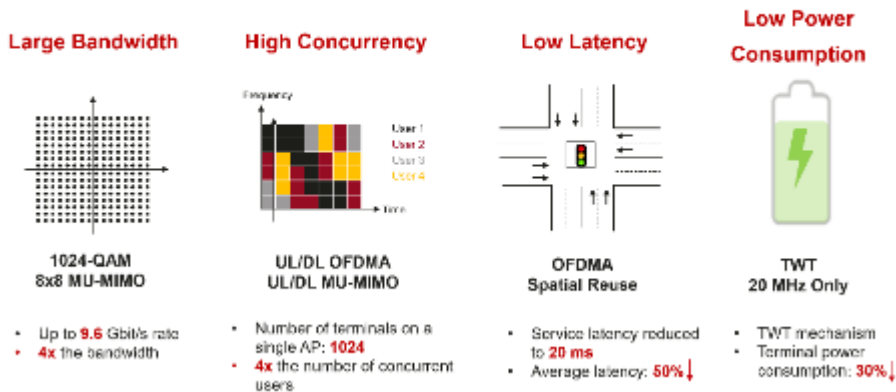 Large Bandwidth
1024-QAM
8x8 MU-MIMO
• Up to 9.6 Gbit/s rate
• 4x the bandwidth
High Concurrency
Frequency
User 1
User 2
User 3
User 4
Time
UL/DL OFDMA
UL/DL MU-MIMO
• Number of terminals on a
single AP: 1024
• 4x the number of concurrent
users
Low Latency
OFDMA
Spatial Reuse
• Service latency reduced
to 20 ms
• Average latency: 50%↓
Low Power
Consumption
TWT
20 MHz Only
• TWT mechanism
• Terminal power
consumption: 30%↓